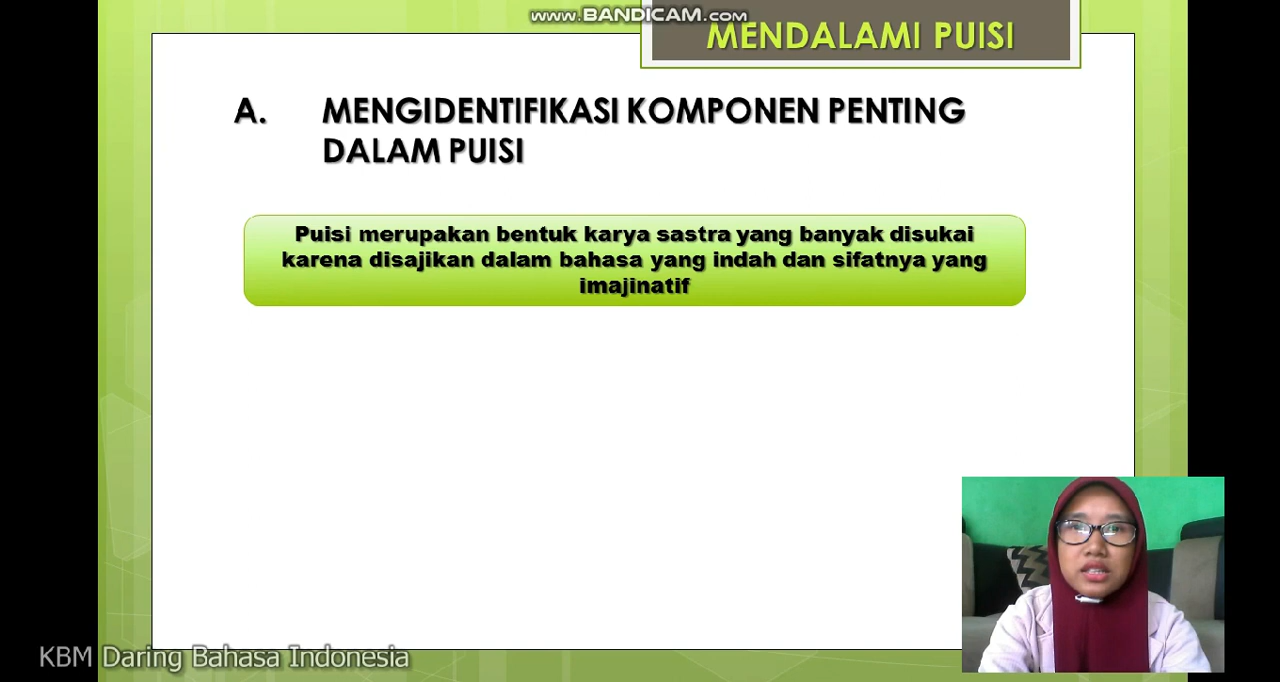 www.BANDICAM.com
MENDALAMI PUISI
A. MENGIDENTIFIKASI KOMPONEN PENTING
DALAM PUISI
Puisi merupakan bentuk karya sastra yang banyak disukai
karena disajikan dalam bahasa yang indah dan sifatnya yang
imajinatif
KBM Daring Bahasa Indonesia